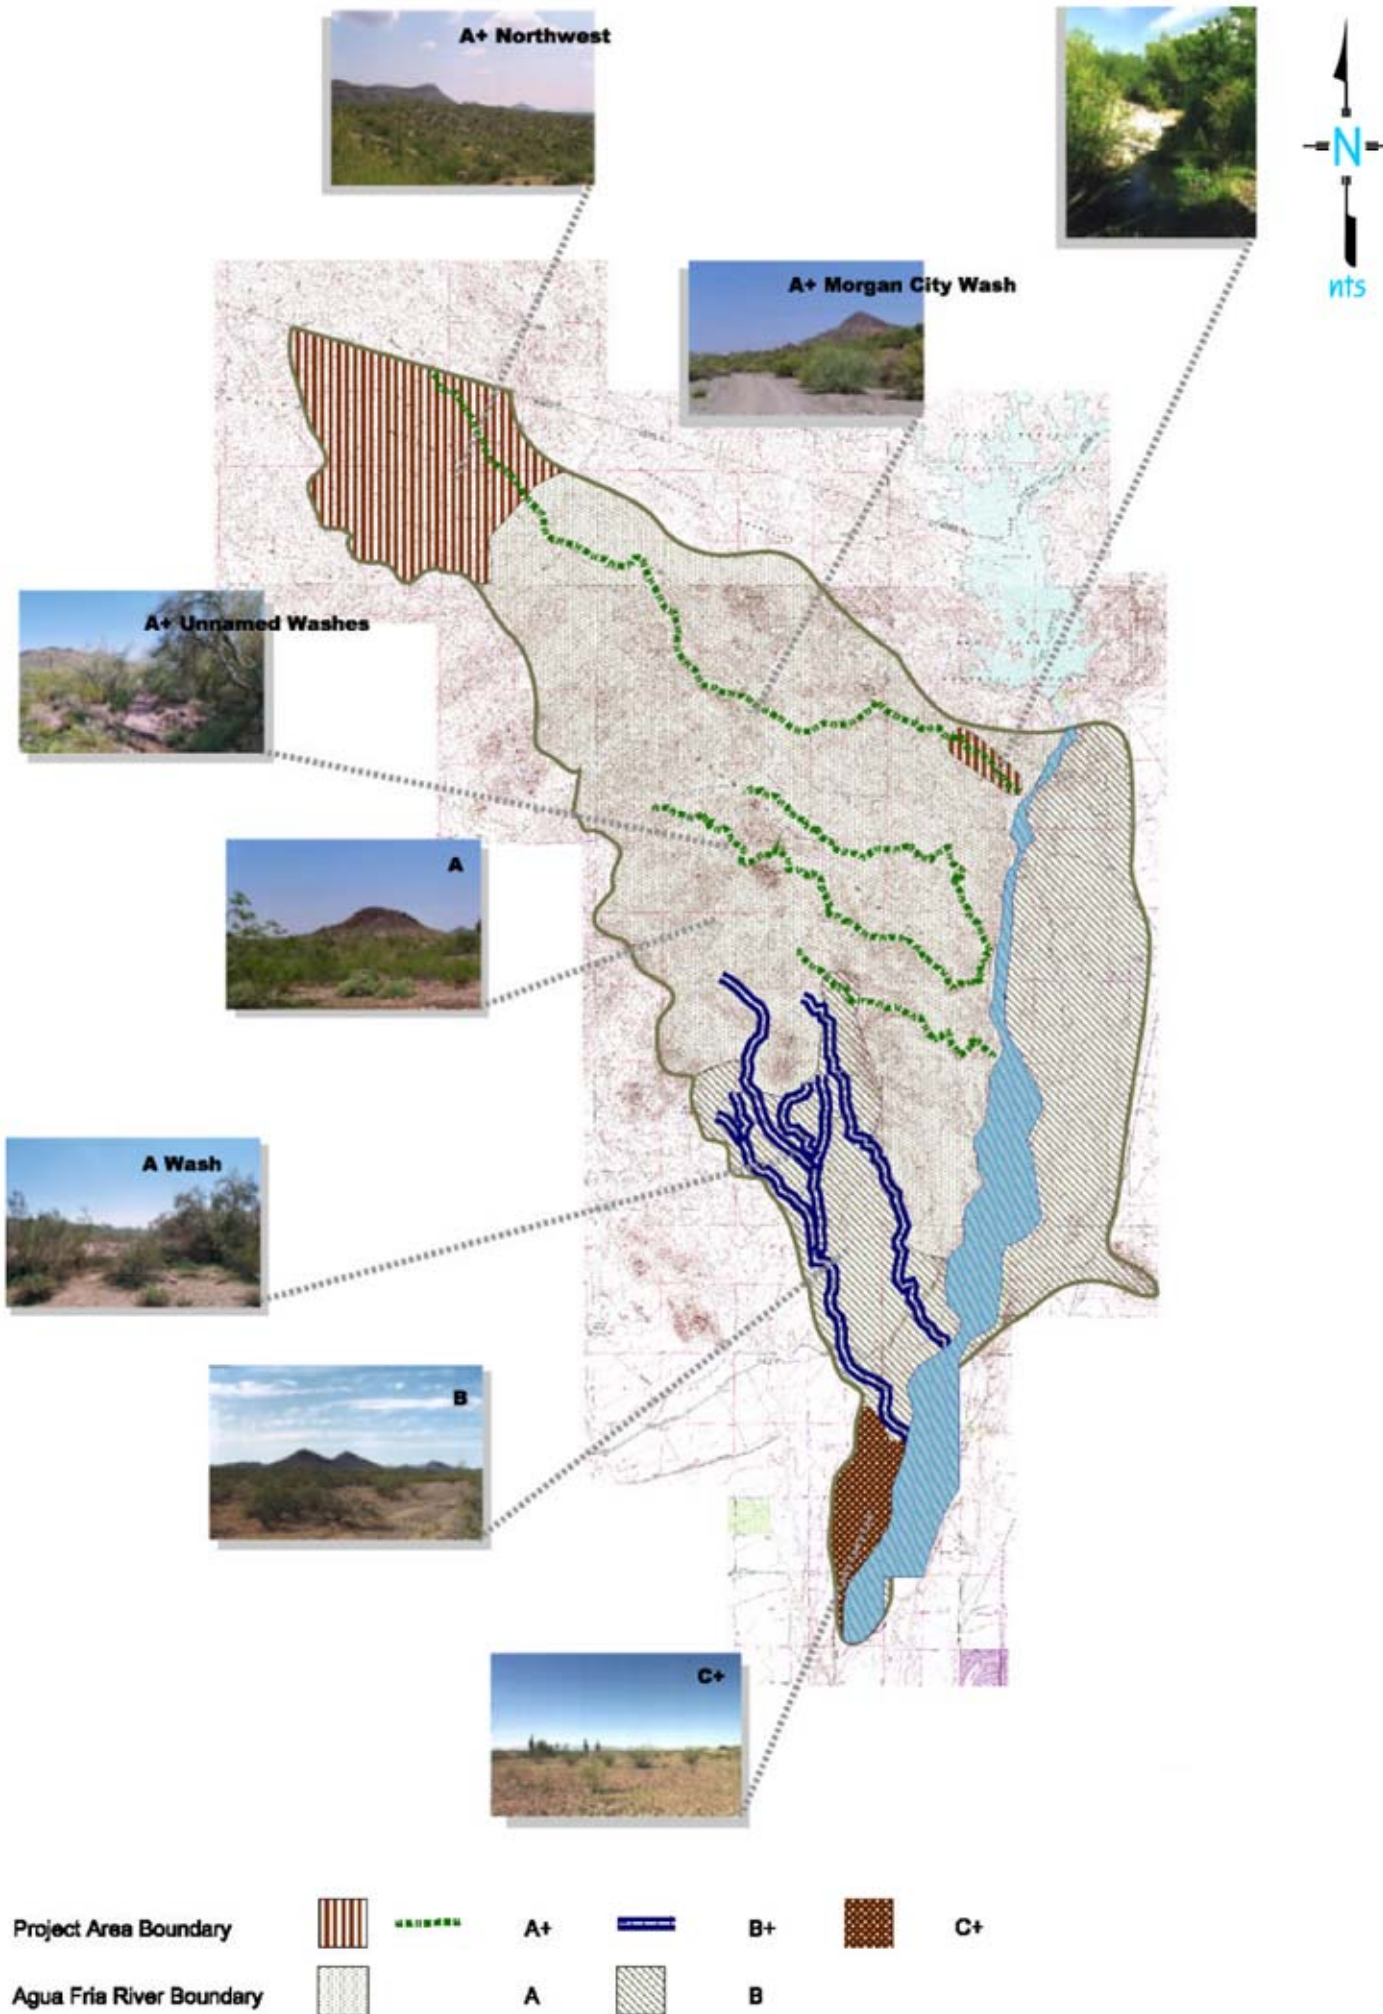 A+ Northwest
N
nts
A+ Morgan City Wash
A+ Unnamed Washes
A
A Wash
B
C+
Project Area Boundary
A+
B+
C+
Agua Fria River Boundary
A
B